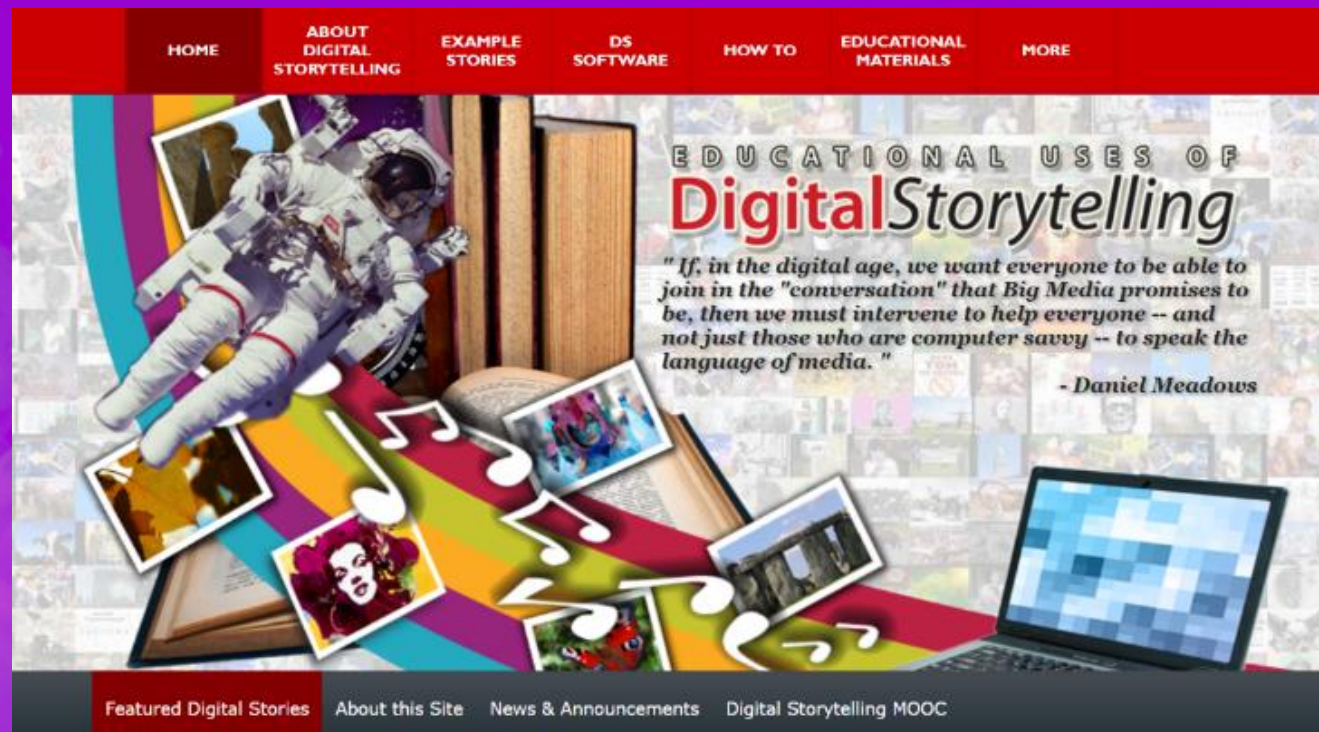 HOME
ABOUT
DIGITAL
STORYTELLING
EXAMPLE
STORIES
DS
SOFTWARE
HOW TO
EDUCATIONAL
MATERIALS
MORE
EDUCATIONAL USES OF
DigitalStorytelling
" If, in the digital age, we want everyone to be able to
join in the "conversation" that Big Media promises to
be, then we must intervene to help everyone -- and
not just those who are computer savvy -- to speak the
language of media. "
- Daniel Meadows
Featured Digital Stories
About this Site
News & Announcements
Digital Storytelling MOOC